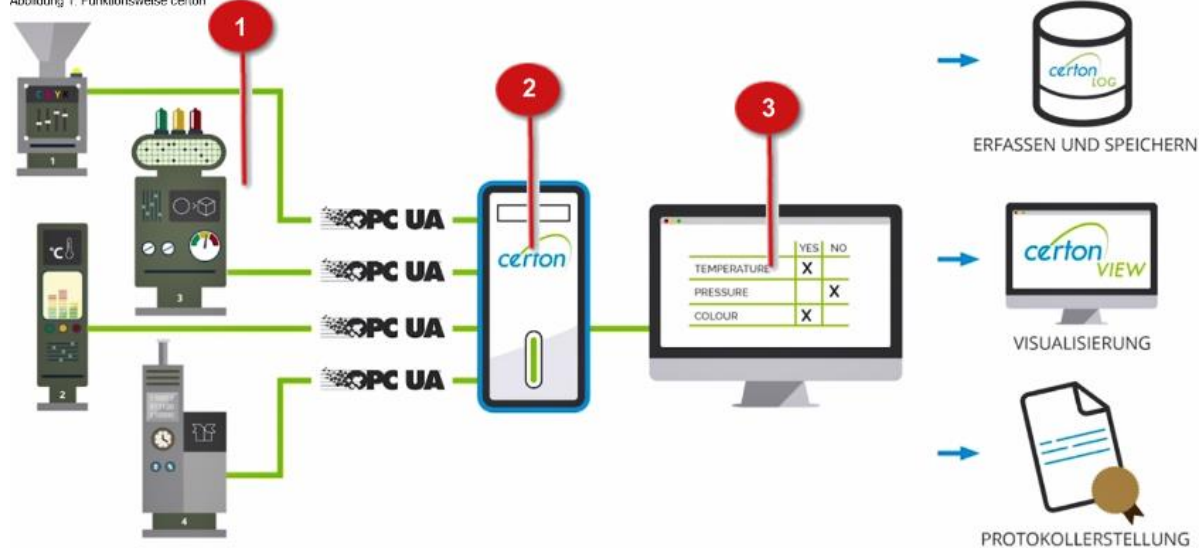 Abbildung 1: Funktionsweise certon
1
2
3
CMYK
1
°C
2
3
4
OPC UA
OPC UA
OPC UA
OPC UA
certon
YES NO
TEMPERATURE X
PRESSURE X
COLOUR X
certon
LOG
ERFASSEN UND SPEICHERN
certon
VIEW
VISUALISIERUNG
PROTOKOLLERSTELLUNG